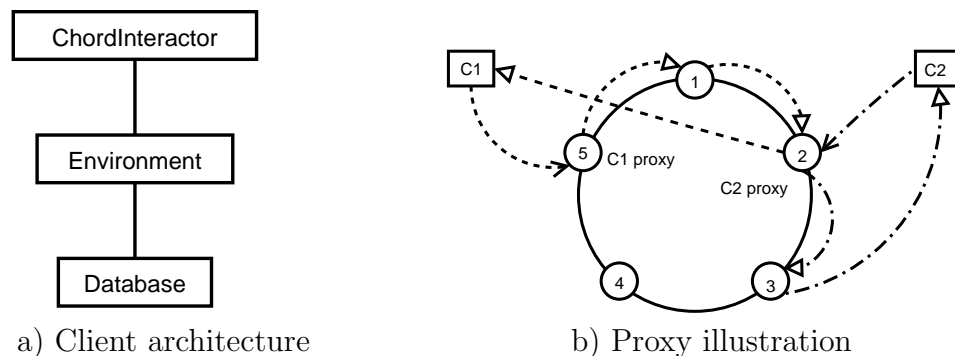 ChordInteractor
Environment
Database
a) Client architecture
C1
C2
1
5
2
C1 proxy
C2 proxy
4
3
b) Proxy illustration